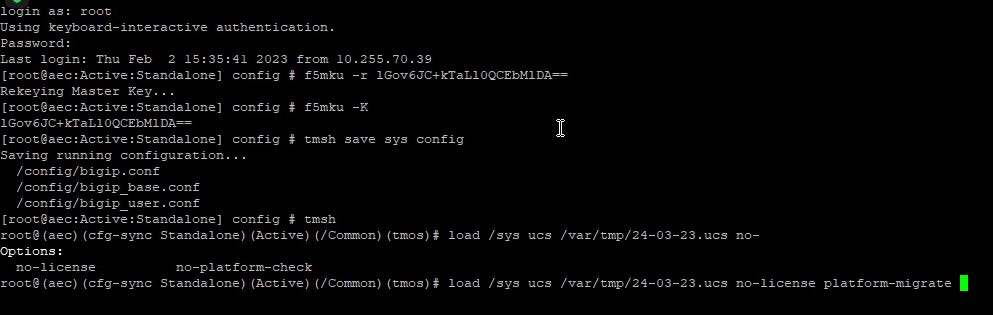 login as: root
Using keyboard-interactive authentication.
Password:
Last login: Thu Feb  2 15:35:41 2023 from 10.255.70.39
[root@aec:Active:Standalone] config # f5mku -r lGov6JC+kTaLl0QCEbMlDA==
Rekeying Master Key...
[root@aec:Active:Standalone] config # f5mku -K
lGov6JC+kTaLl0QCEbMlDA==
[root@aec:Active:Standalone] config # tmsh save sys config
Saving running configuration...
  /config/bigip.conf
  /config/bigip_base.conf
  /config/bigip_user.conf
[root@aec:Active:Standalone] config # tmsh
root@(aec)(cfg-sync Standalone)(Active)(/Common)(tmos)# load /sys ucs /var/tmp/24-03-23.ucs no-
Options:
  no-license          no-platform-check
root@(aec)(cfg-sync Standalone)(Active)(/Common)(tmos)# load /sys ucs /var/tmp/24-03-23.ucs no-license platform-migrate